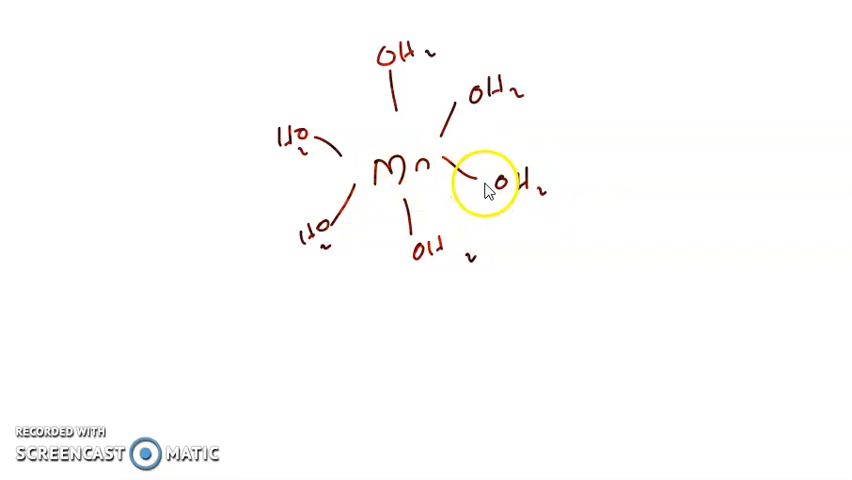 OH2
OH2
H2O
Mn
OH2
H2O
OH2
RECORDED WITH
SCREENCAST MATIC